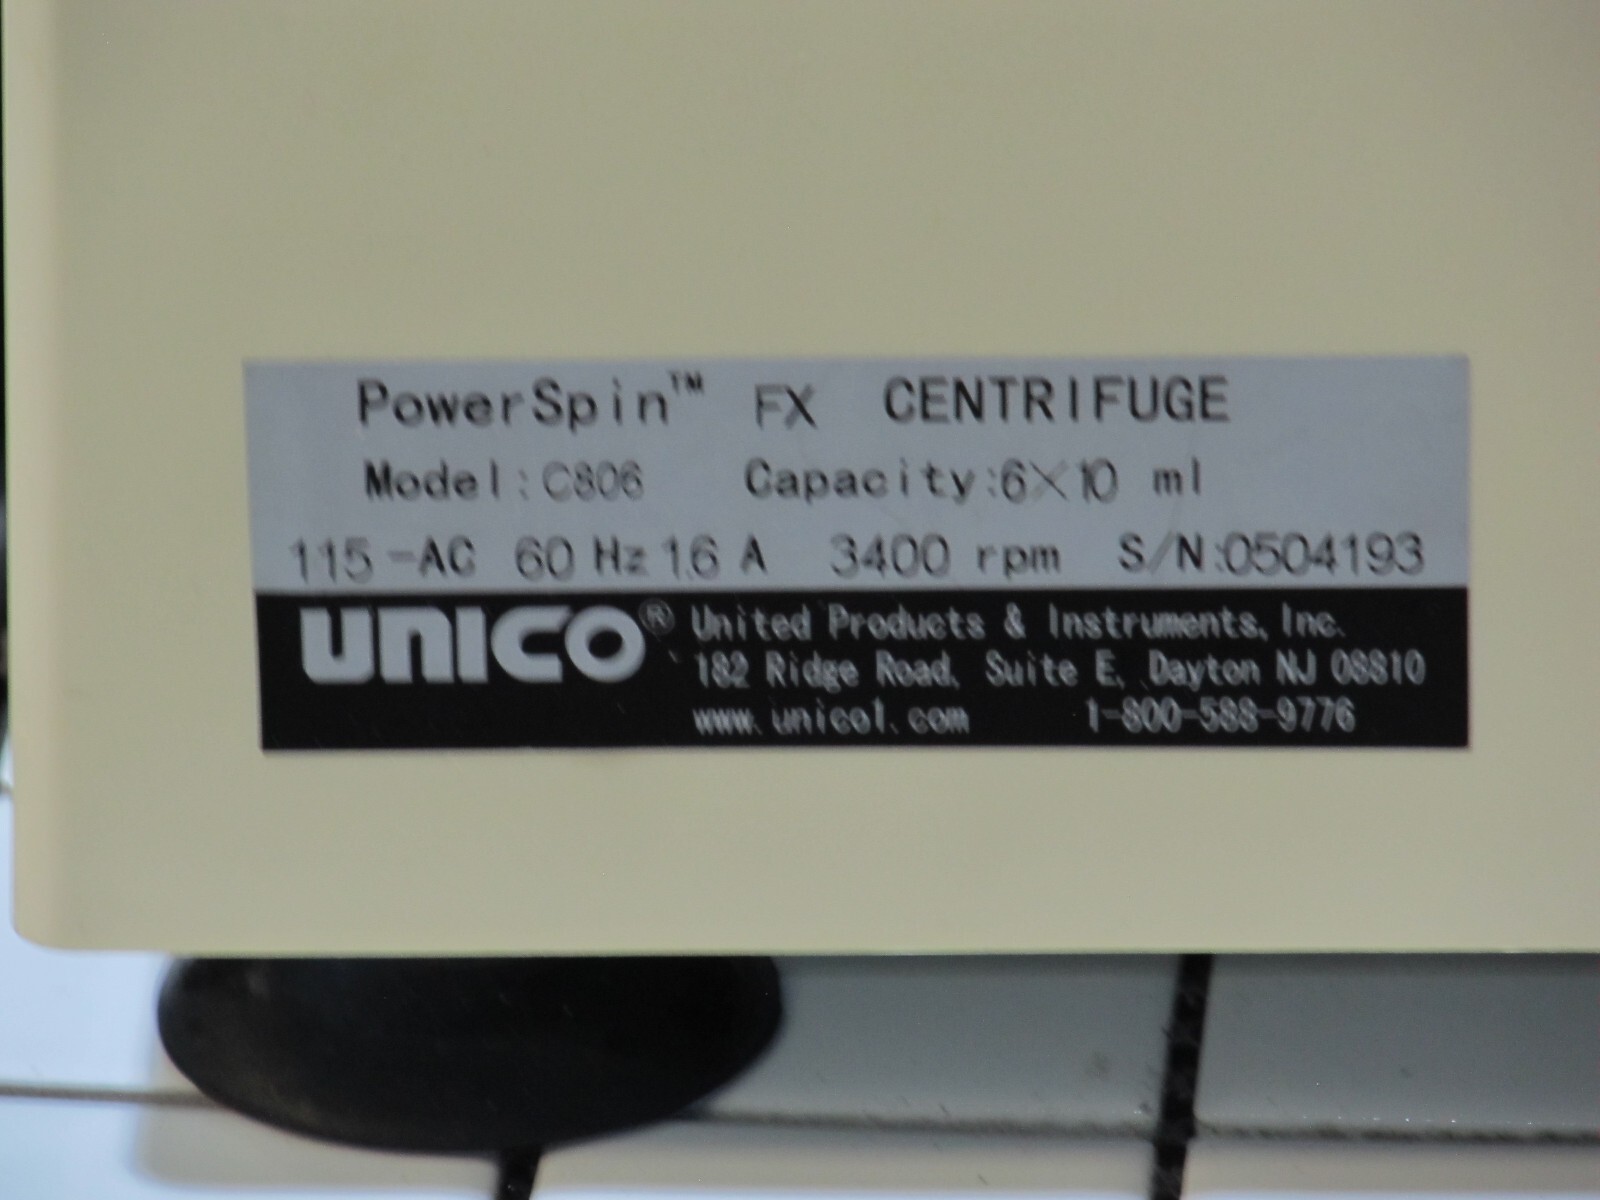 PowerSpin™ FX CENTRIFUGE
Model:C806 Capacity:6×10 ml
115-AC 60 Hz 1.6 A 3400 rpm S/N:0504193
UNICO® United Products & Instruments, Inc.
182 Ridge Road, Suite E, Dayton NJ 08810
www.unico1.com 1-800-588-9776